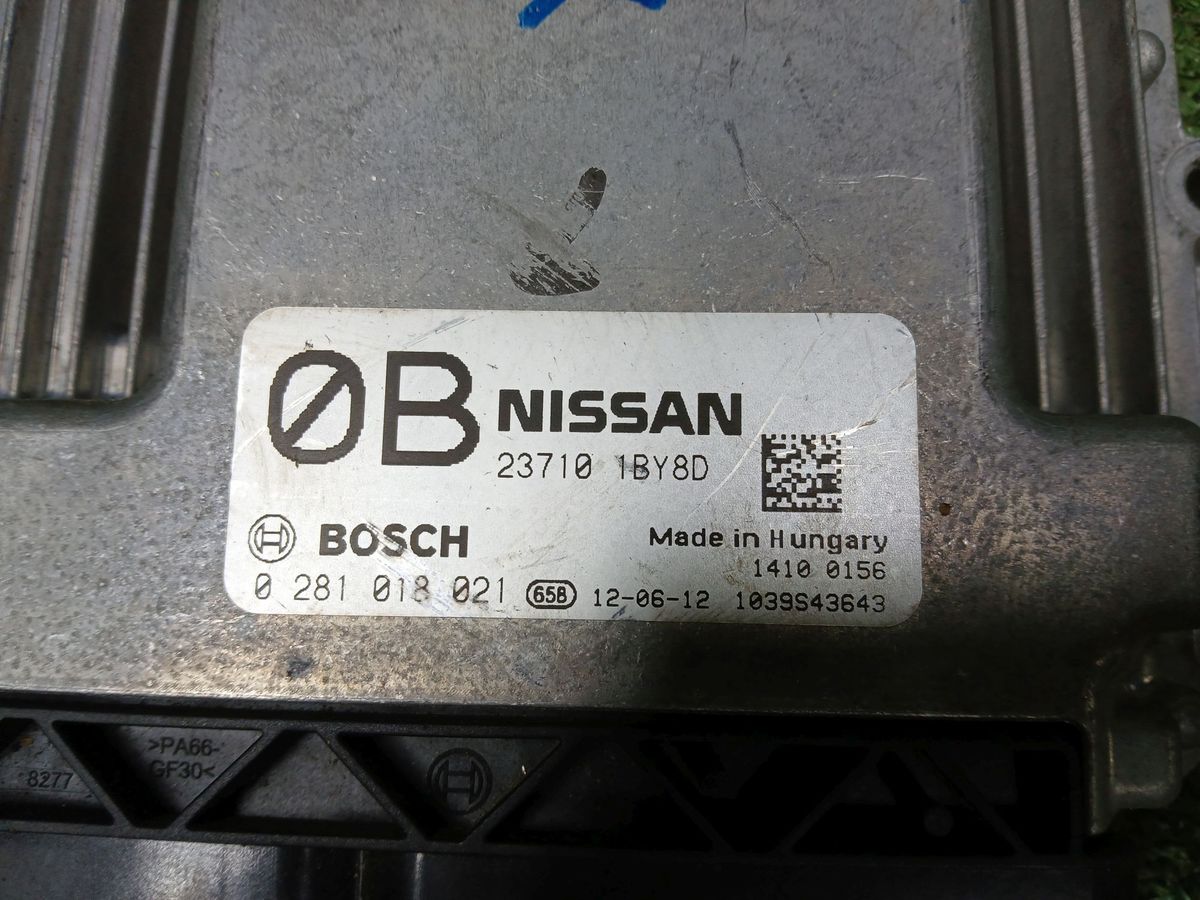 0B NISSAN
23710 1BY8D
BOSCH
Made in Hungary
1410 0156
0 281 018 021 65B 12-06-12 1039S43643
>PA66-
GF30<
8277